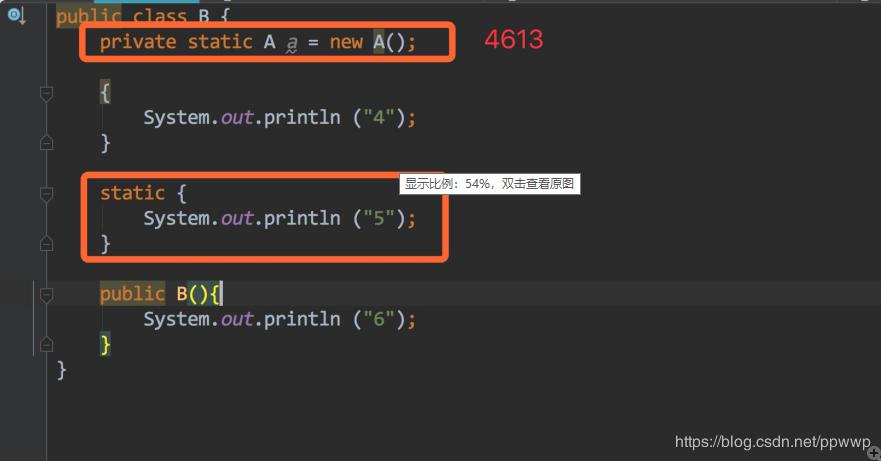 public class B {
private static A a = new A(); 4613
{
System.out.println ("4");
}
显示比例：54%，双击查看原图
static {
System.out.println ("5");
}
public B(){
System.out.println ("6");
}
}
https://blog.csdn.net/ppwwp